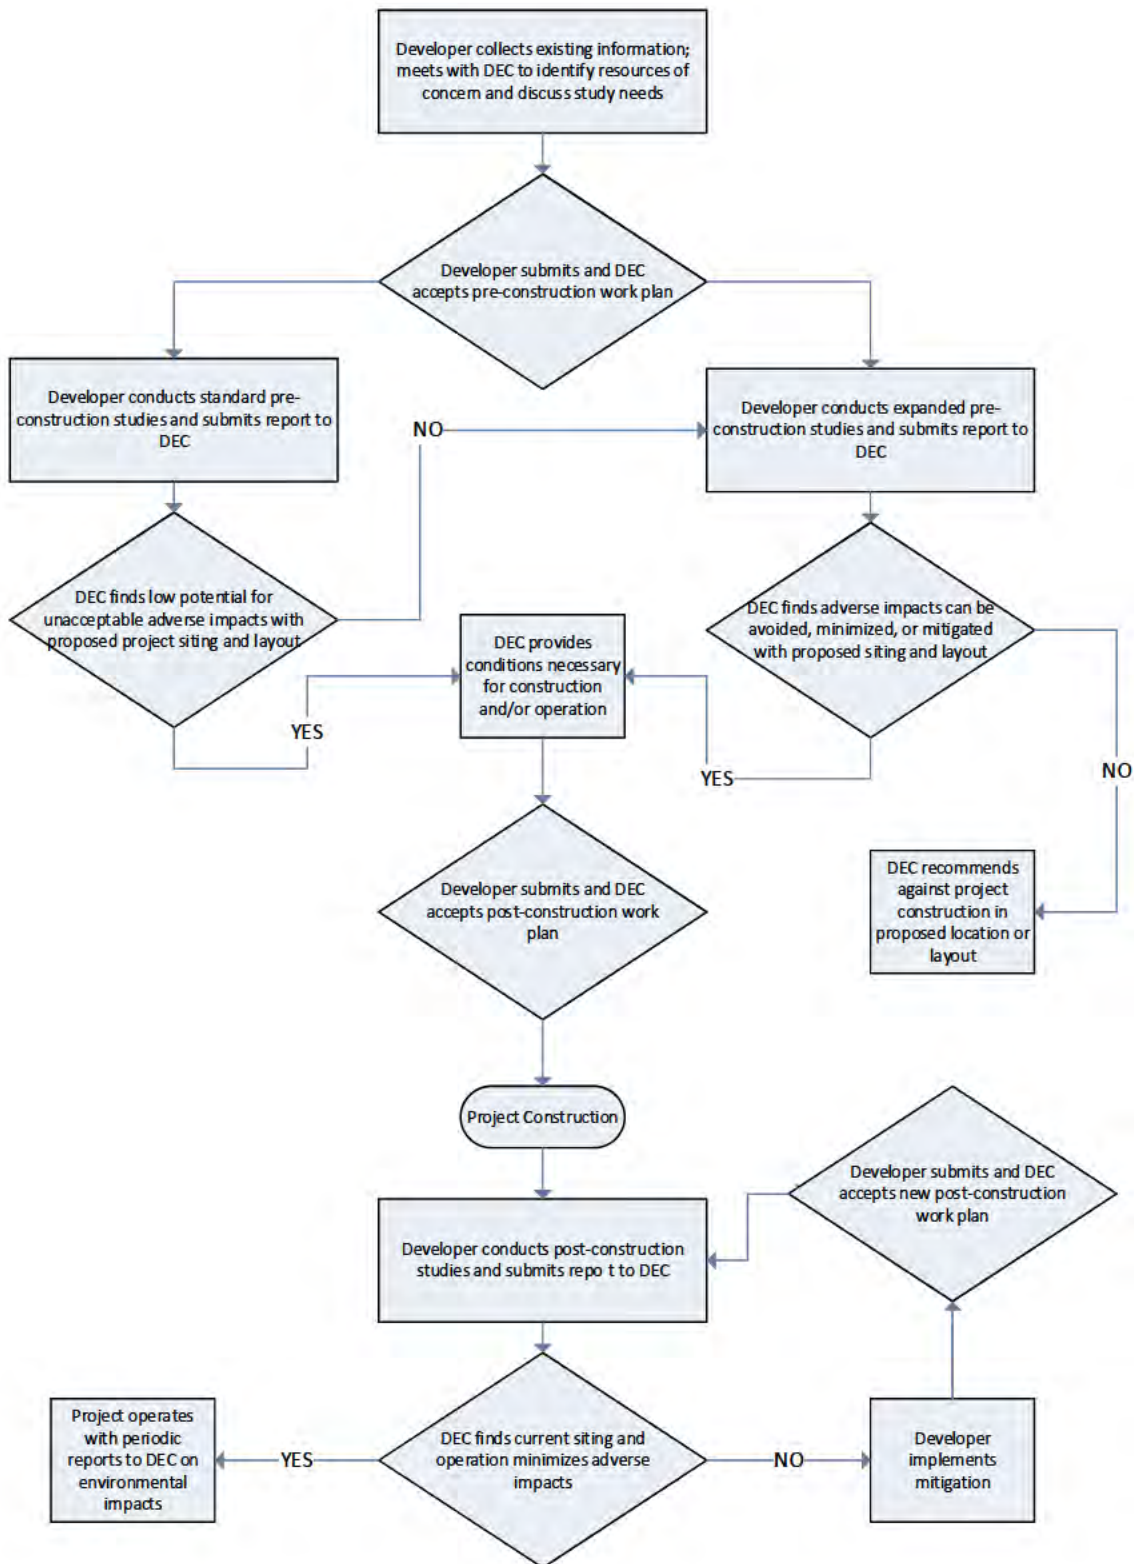 Developer collects existing information;
meets with DEC to identify resources of
concern and discuss study needs
Developer submits and DEC
accepts pre-construction work plan
Developer conducts standard pre-
construction studies and submits report to
DEC
NO
Developer conducts expanded pre-
construction studies and submits report to
DEC
DEC finds low potential for
unacceptable adverse impacts with
proposed project siting and layout
DEC provides
conditions necessary
for construction
and/or operation
DEC finds adverse impacts can be
avoided, minimized, or mitigated
with proposed siting and layout
YES
YES
NO
Developer submits and DEC
accepts post-construction work
plan
DEC recommends
against project
construction in
proposed location or
layout
Project Construction
Developer submits and DEC
accepts new post-construction
work plan
Developer conducts post-construction
studies and submits repo t to DEC
Project operates
with periodic
reports to DEC on
environmental
impacts
YES
DEC finds current siting and
operation minimizes adverse
impacts
NO
Developer
implements
mitigation